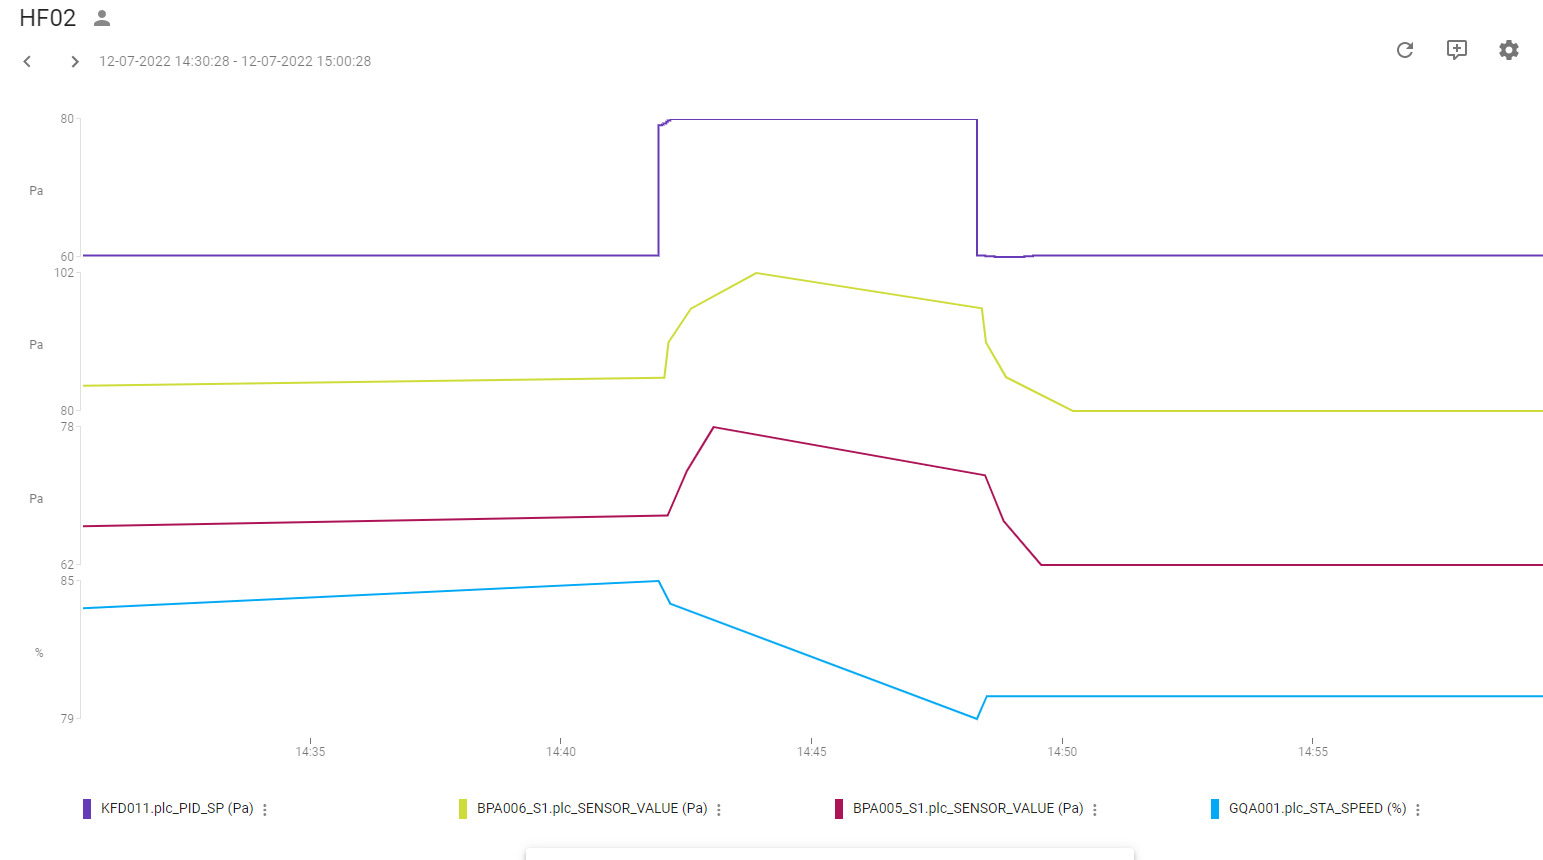 HF02
12-07-2022 14:30:28 - 12-07-2022 15:00:28
80
Pa
60
102
Pa
80
78
Pa
62
85
%
79
14:35 14:40 14:45 14:50 14:55
KFD011.plc_PID_SP (Pa) BPA006_S1.plc_SENSOR_VALUE (Pa) BPA005_S1.plc_SENSOR_VALUE (Pa) GQA001.plc_STA_SPEED (%)